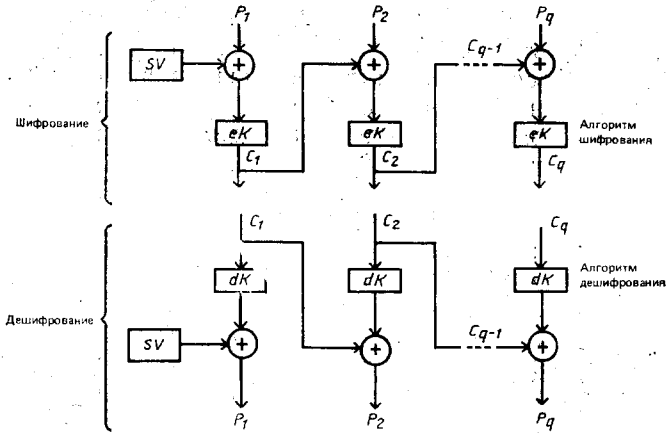 P1 P2 Pq
SV
Cq-1
Шифрование
eK eK eK
Алгоритм
шифрования
C1 C2 Cq
C1 C2 Cq
dK dK dK
Алгоритм
дешифрования
Дешифрование
SV
Cq-1
P1 P2 Pq